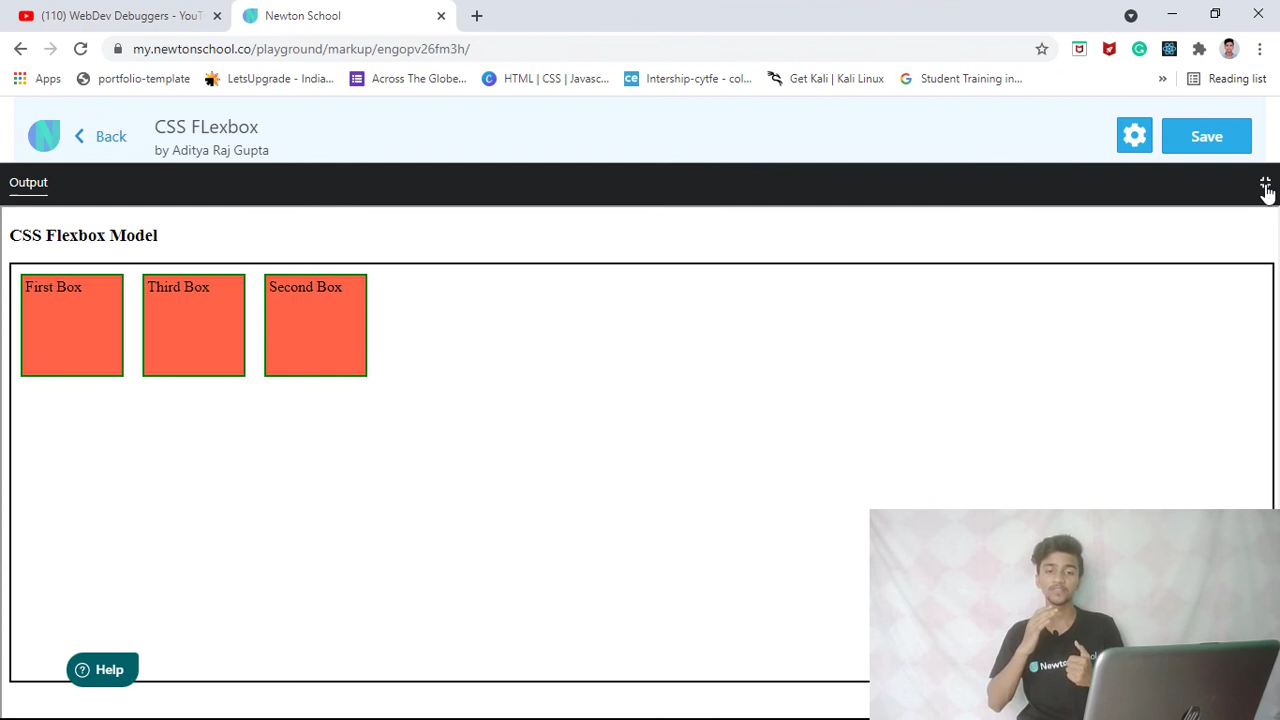 (110) WebDev Debuggers - YouT
Newton School
my.newtonschool.co/playground/markup/engopv26fm3h/
Apps
portfolio-template
LetsUpgrade - India...
Across The Globe...
HTML | CSS | Javasc...
ce
Intership-cytfe - col...
Get Kali | Kali Linux
Student Training in...
»
Reading list
N
Back
CSS FLexbox
by Aditya Raj Gupta
Save
Output
CSS Flexbox Model
First Box
Third Box
Second Box
? Help
hp